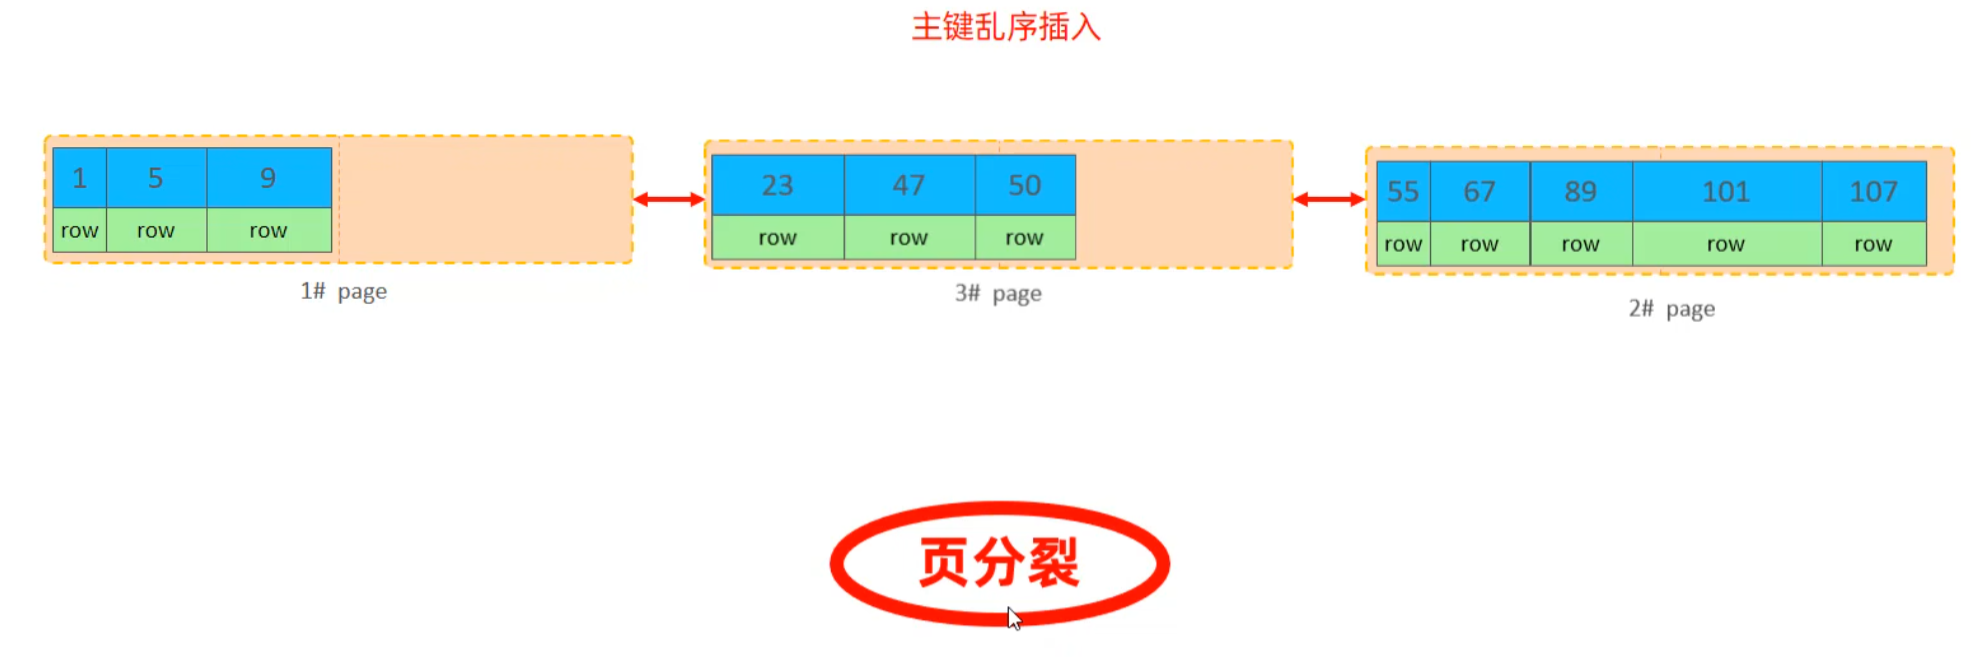 主键乱序插入
1 5 9
row row row
1# page
23 47 50
row row row
3# page
55 67 89 101 107
row row row row row
2# page
页分裂